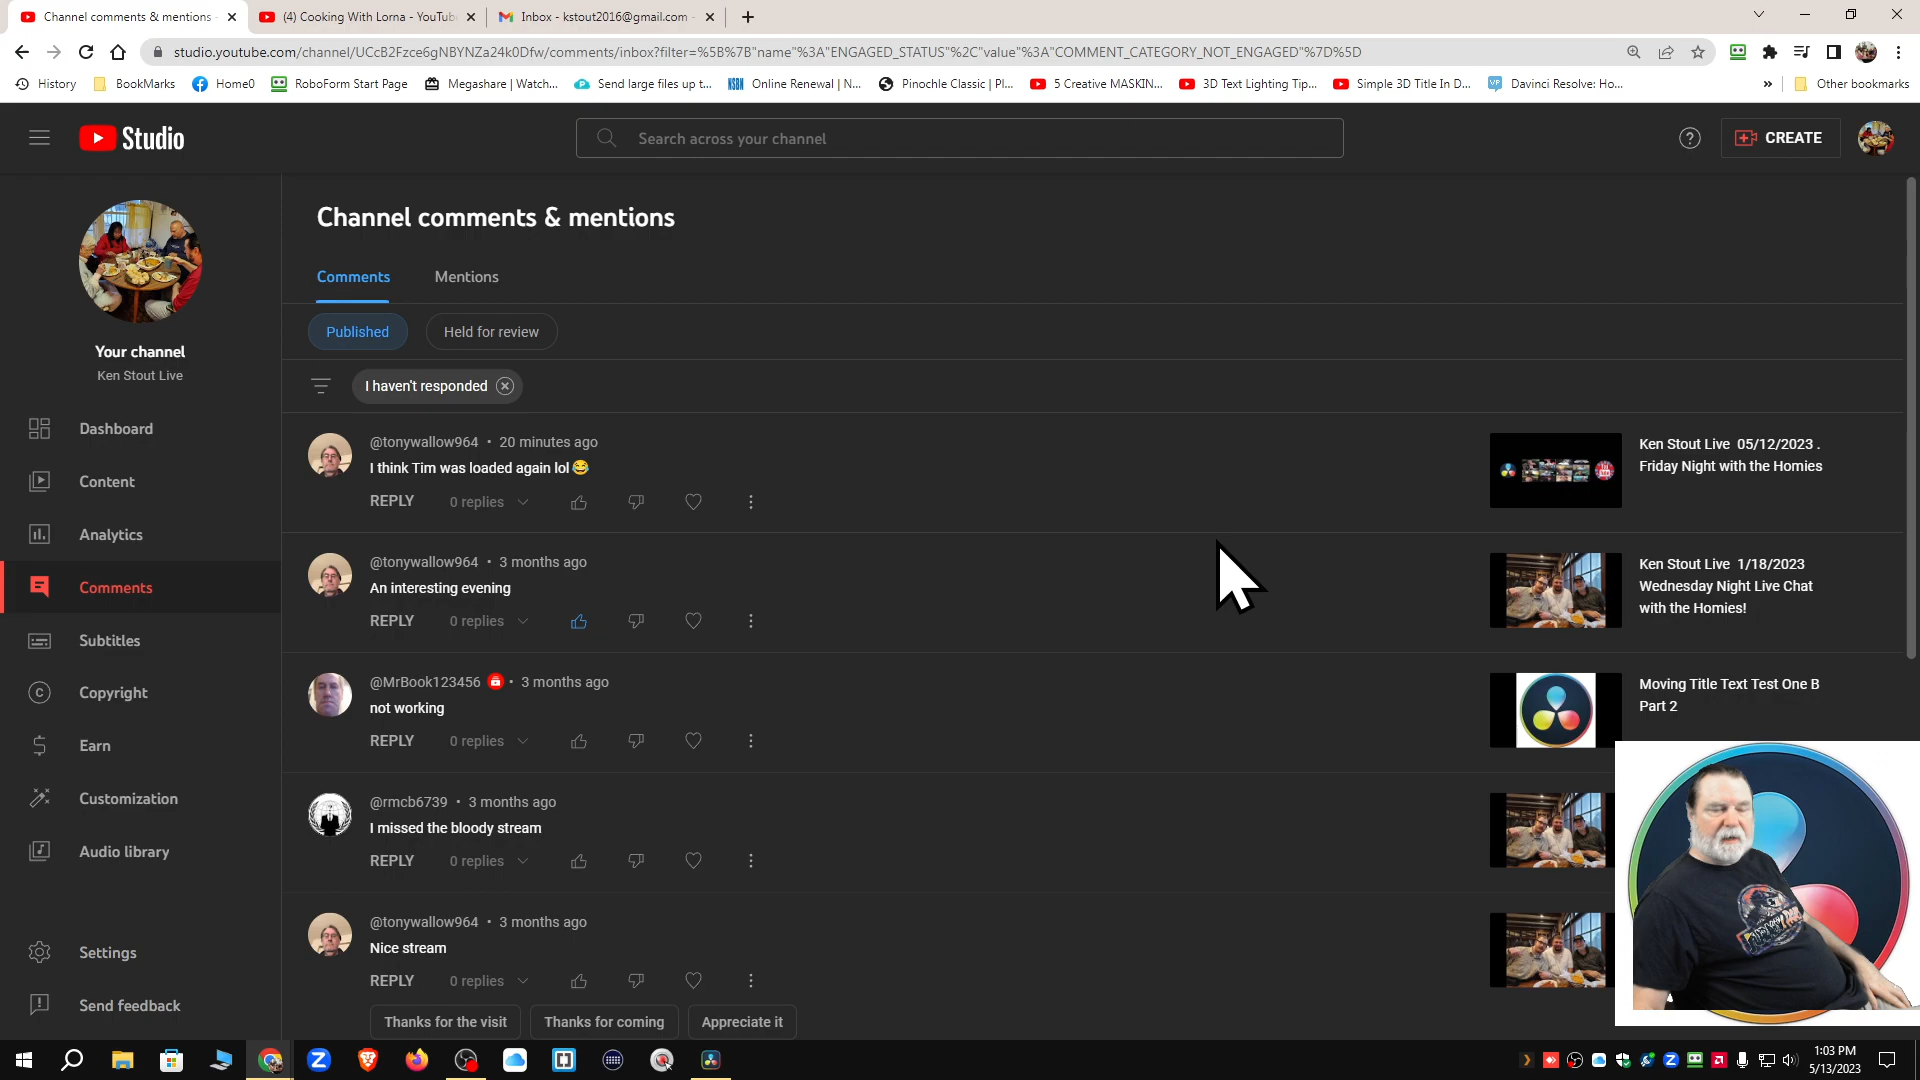 Channel comments & mentions -
(4) Cooking With Lorna - YouTub
Inbox - kstout2016@gmail.com -
studio.youtube.com/channel/UCcB2Fzce6gNBYNZa24k0Dfw/comments/inbox?filter=%5B%7B"name"%3A"ENGAGED_STATUS"%2C"value"%3A"COMMENT_CATEGORY_NOT_ENGAGED"%7D%5D
History
BookMarks
Home0
RoboForm Start Page
Megashare | Watch...
Send large files up t...
NSBN Online Renewal | N...
Pinochle Classic | Pl...
5 Creative MASKIN...
3D Text Lighting Tip...
Simple 3D Title In D...
VP Davinci Resolve: Ho...
»
Other bookmarks
Studio
Search across your channel
CREATE
Your channel
Ken Stout Live
Dashboard
Content
Analytics
Comments
Subtitles
Copyright
Earn
Customization
Audio library
Settings
Send feedback
Channel comments & mentions
Comments
Mentions
Published
Held for review
I haven't responded
@tonywallow964 • 20 minutes ago
I think Tim was loaded again lol😂
REPLY
0 replies
Ken Stout Live 05/12/2023 .
Friday Night with the Homies
@tonywallow964 • 3 months ago
An interesting evening
REPLY
0 replies
Ken Stout Live 1/18/2023
Wednesday Night Live Chat
with the Homies!
@MrBook123456 • 3 months ago
not working
REPLY
0 replies
Moving Title Text Test One B
Part 2
@rmcb6739 • 3 months ago
I missed the bloody stream
REPLY
0 replies
@tonywallow964 • 3 months ago
Nice stream
REPLY
0 replies
Thanks for the visit
Thanks for coming
Appreciate it
1:03 PM
5/13/2023